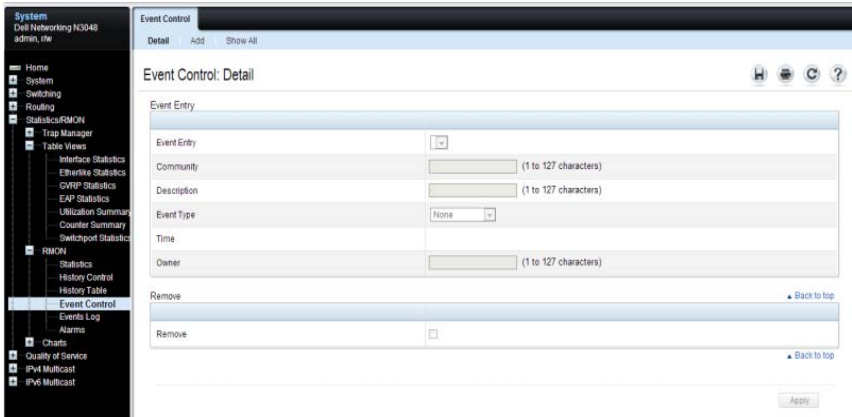 System
Dell Networking N3048
admin, r/w
Home
System
Switching
Routing
Statistics/RMON
Trap Manager
Table Views
Interface Statistics
Etherlike Statistics
GVRP Statistics
EAP Statistics
Utilization Summary
Counter Summary
Switchport Statistics
RMON
Statistics
History Control
History Table
Event Control
Events Log
Alarms
Charts
Quality of Service
IPv4 Multicast
IPv6 Multicast
Event Control
Detail Add Show All
Event Control: Detail
Event Entry
Event Entry
Community (1 to 127 characters)
Description (1 to 127 characters)
Event Type None
Time
Owner (1 to 127 characters)
Remove ▲ Back to top
Remove
▲ Back to top
Apply